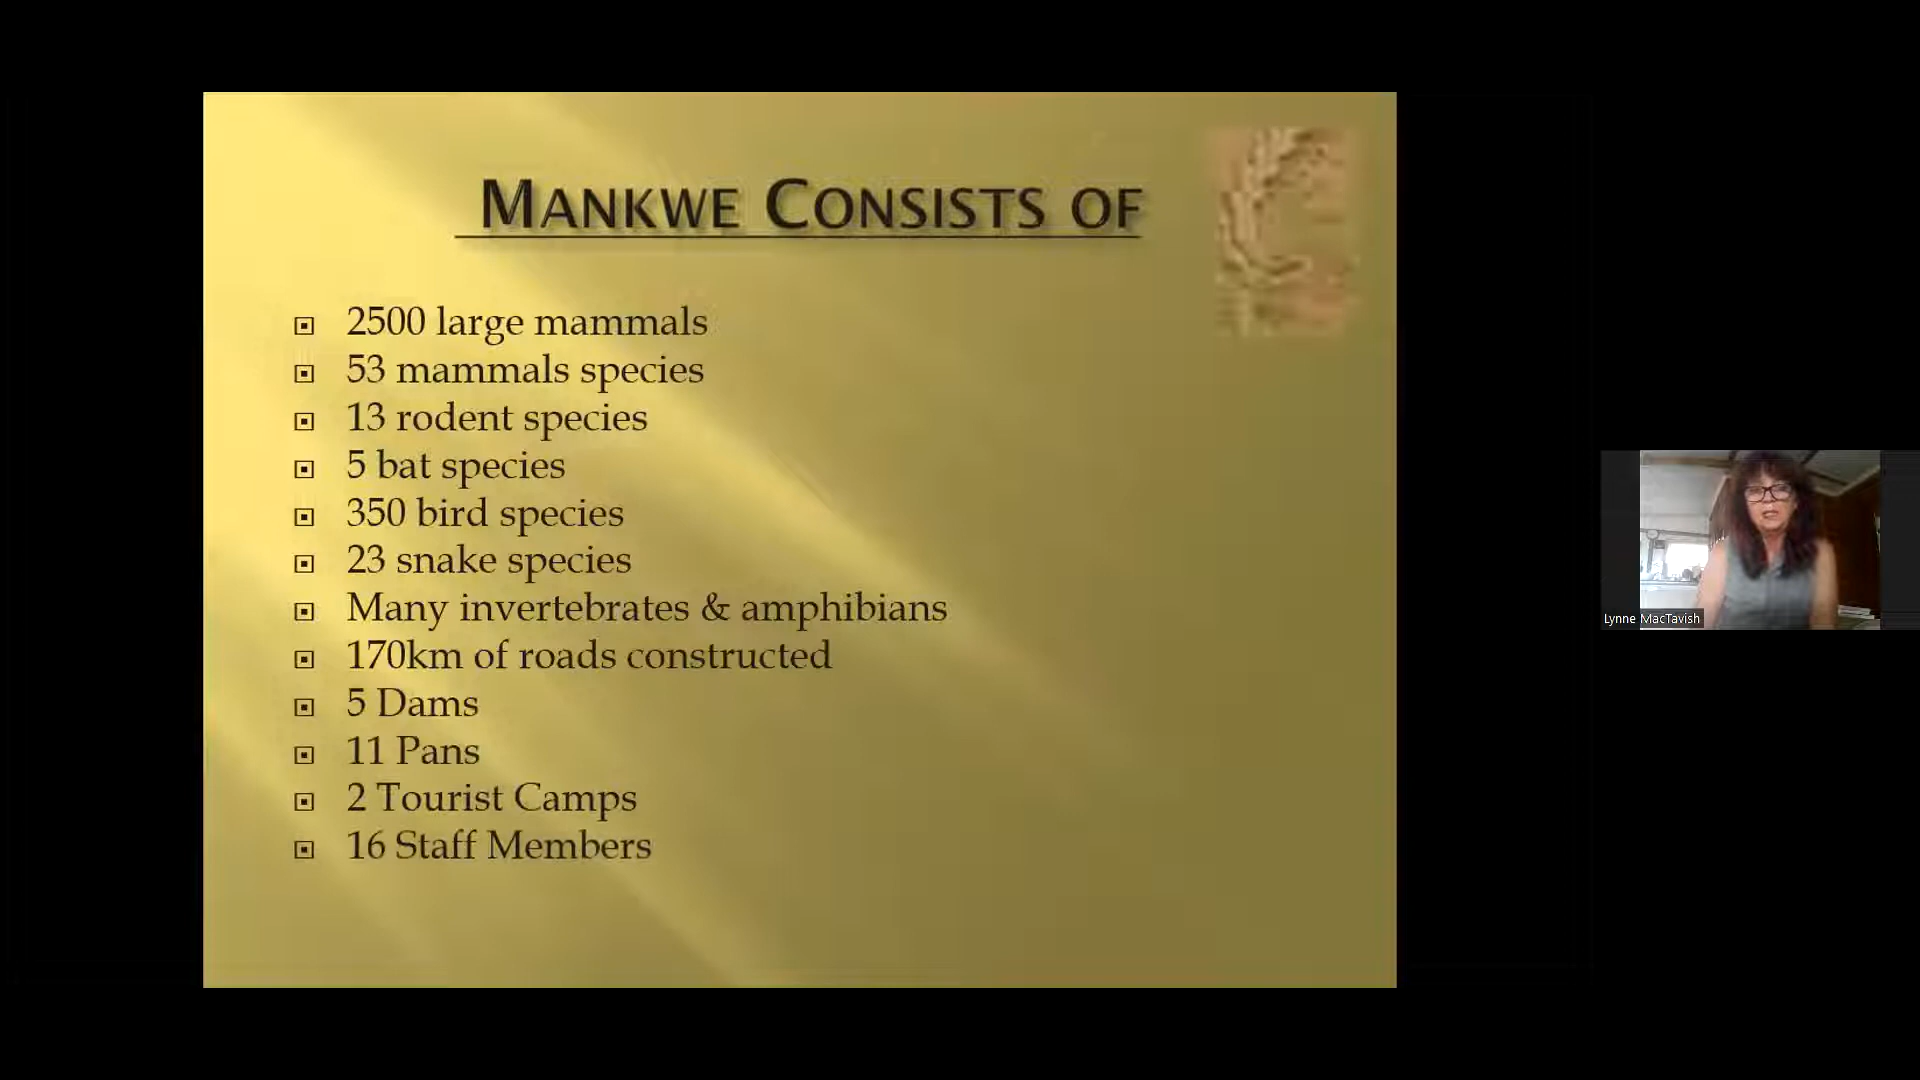 Mankwe Consists of
2500 large mammals
53 mammals species
13 rodent species
5 bat species
350 bird species
23 snake species
Many invertebrates & amphibians
170km of roads constructed
5 Dams
11 Pans
2 Tourist Camps
16 Staff Members
Lynne MacTavish